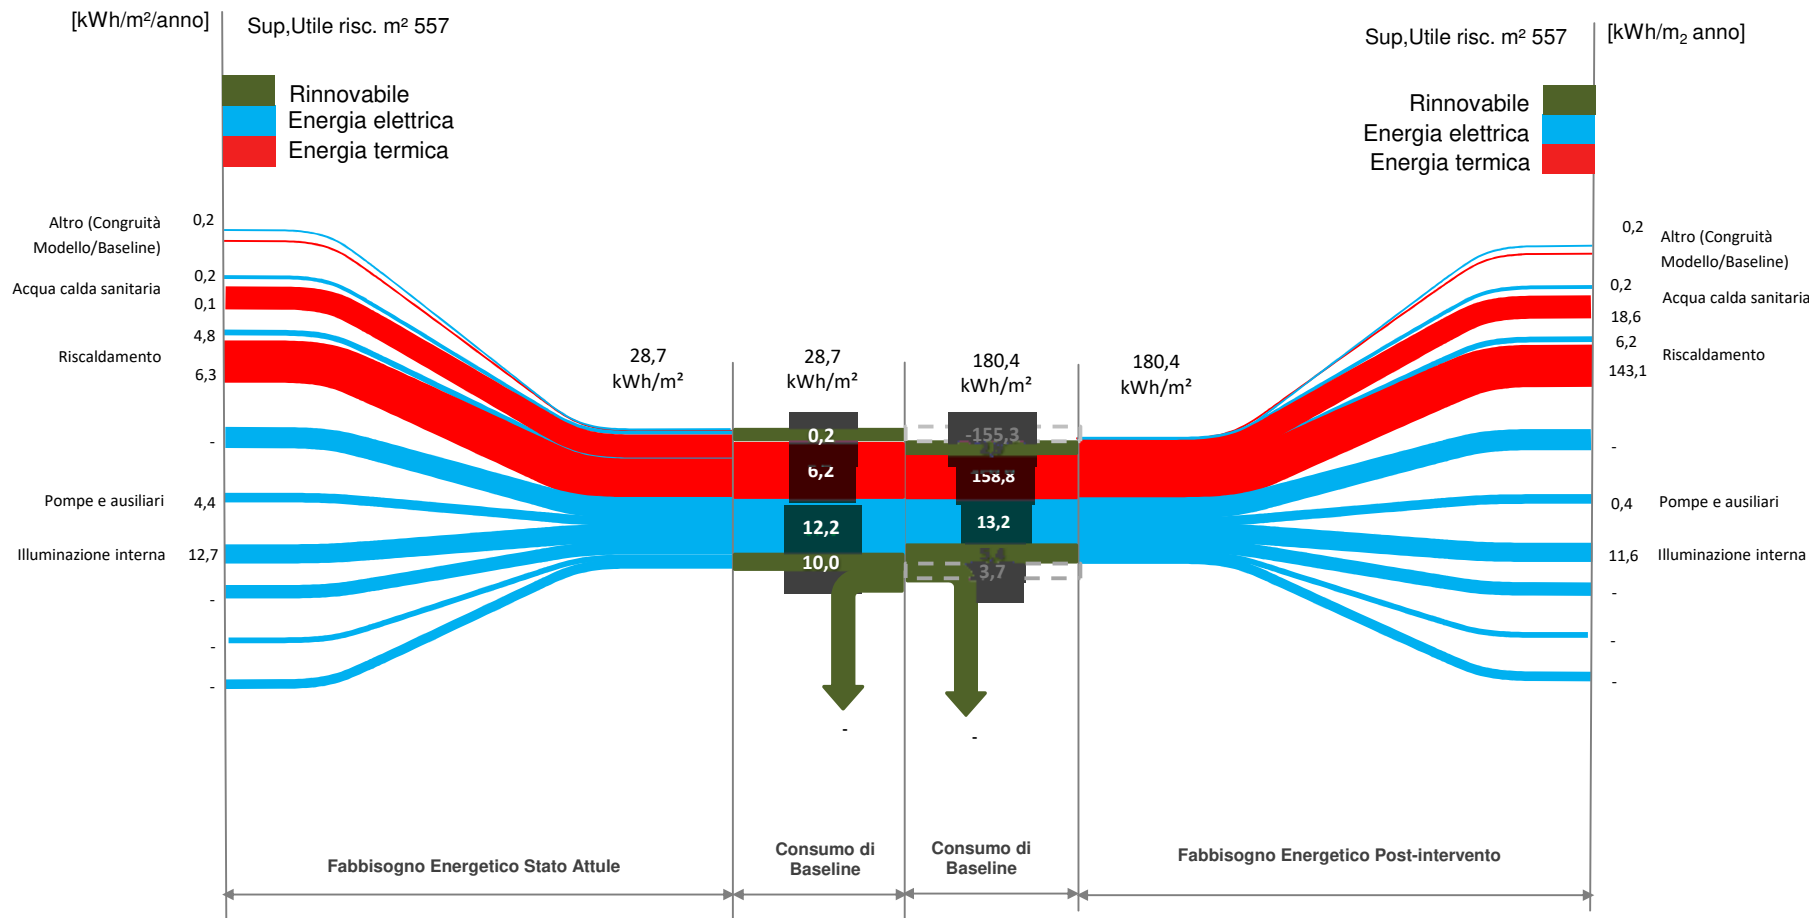 [kWh/m²/anno]
Sup,Utile risc. m² 557
Sup,Utile risc. m² 557
[kWh/m₂ anno]
Rinnovabile
Energia elettrica
Energia termica
Rinnovabile
Energia elettrica
Energia termica
Altro (Congruità
Modello/Baseline)
0,2
0,2
Acqua calda sanitaria
0,1
4,8
Riscaldamento
6,3
-
Pompe e ausiliari
4,4
Illuminazione interna
12,7
-
-
-
28,7
kWh/m²
28,7
kWh/m²
180,4
kWh/m²
180,4
kWh/m²
0,2
6,2
12,2
10,0
-
-155,3
158,8
13,2
3,7
-
0,2
Altro (Congruità
Modello/Baseline)
0,2
Acqua calda sanitaria
18,6
6,2
Riscaldamento
143,1
-
0,4
Pompe e ausiliari
11,6
Illuminazione interna
-
-
-
Fabbisogno Energetico Stato Attule
Consumo di
Baseline
Consumo di
Baseline
Fabbisogno Energetico Post-intervento